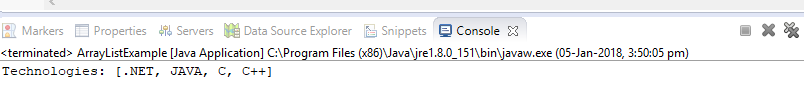 Markers Properties Servers Data Source Explorer Snippets Console
<terminated> ArrayListExample [Java Application] C:\Program Files (x86)\Java\jre1.8.0_151\bin\javaw.exe (05-Jan-2018, 3:50:05 pm)
Technologies: [.NET, JAVA, C, C++]